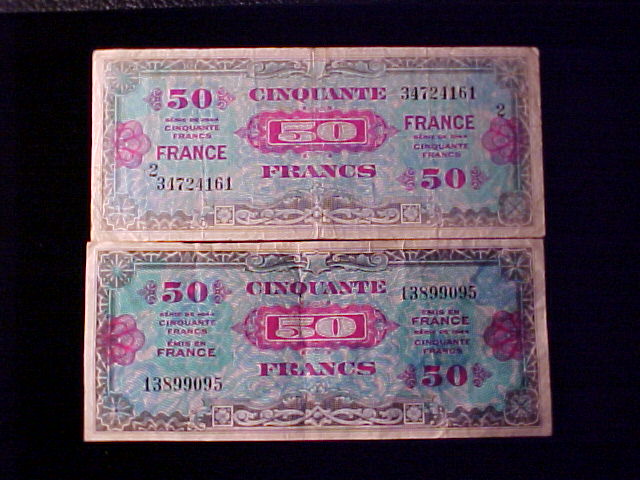 50 CINQUANTE 34724161
2
SÉRIE DE 1944 50 FRANCE
CINQUANTE SÉRIE DE 1944
FRANCS CINQUANTE
FRANCE FRANCS
2 FRANCS 50
34724161
50 CINQUANTE 13899095
SÉRIE DE 1944 50 ÉMIS EN
CINQUANTE FRANCE
FRANCS SÉRIE DE 1944
ÉMIS EN CINQUANTE
FRANCE FRANCS
FRANCS 50
13899095